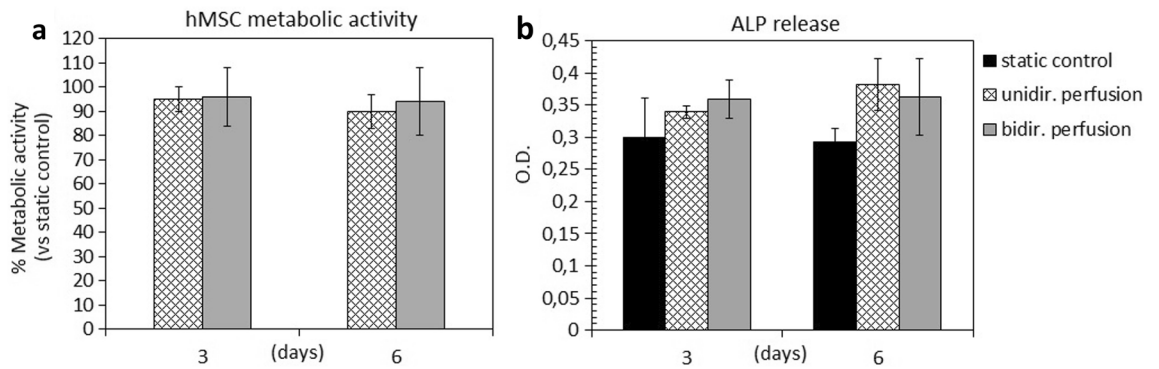 a
hMSC metabolic activity
% Metabolic activity
(vs static control)
120
110
100
90
80
70
60
50
40
30
20
10
0
3
(days)
6
b
ALP release
O.D.
0,45
0,4
0,35
0,3
0,25
0,2
0,15
0,1
0,05
0
3
(days)
6
static control
unidir. perfusion
bidir. perfusion